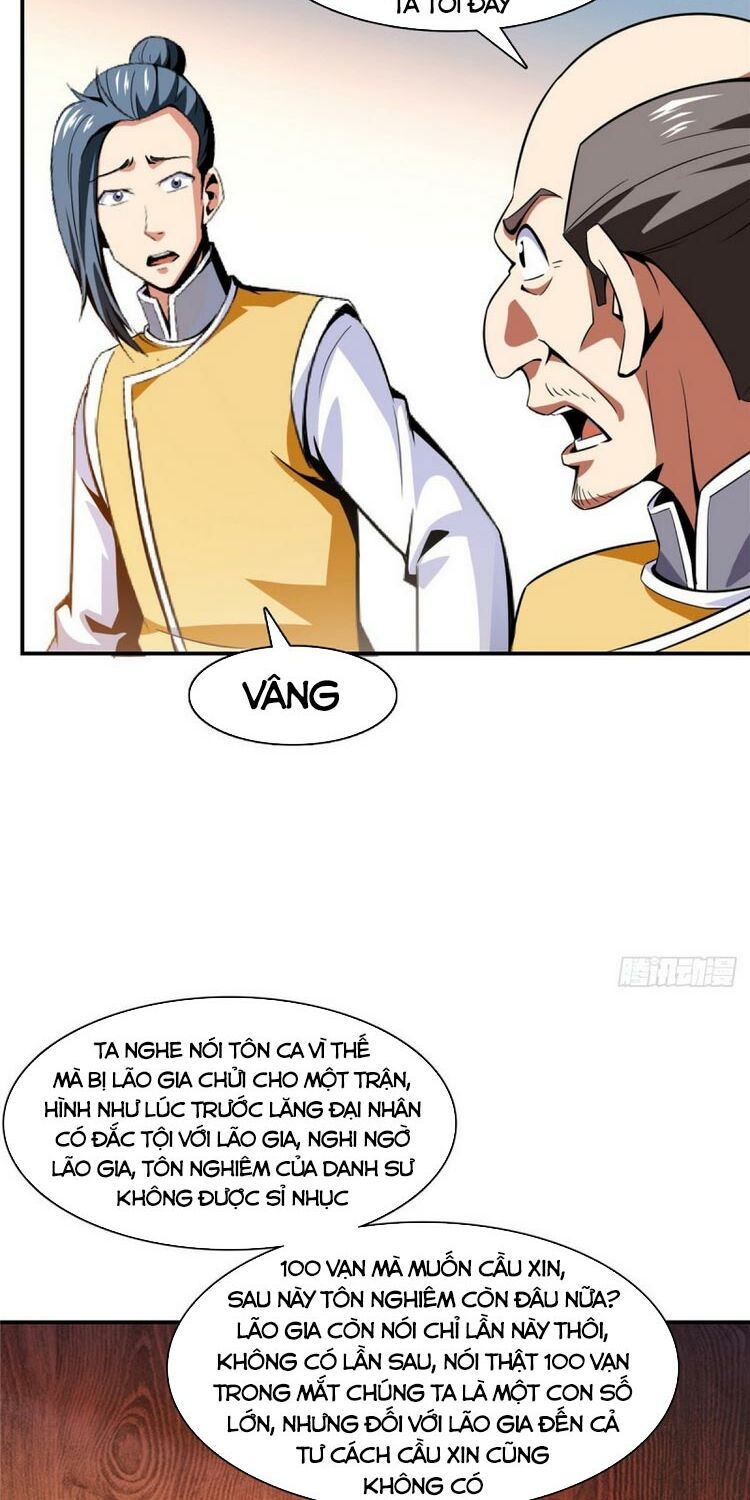 TA TỚI ĐÂY
VÂNG
腾讯动漫
TA NGHE NÓI TÔN CA VÌ THẾ
MÀ BỊ LÃO GIA CHỬI CHO MỘT TRẬN,
HÌNH NHƯ LÚC TRƯỚC LĂNG ĐẠI NHÂN
CÓ ĐẮC TỘI VỚI LÃO GIA, NGHI NGỜ
LÃO GIA, TÔN NGHIÊM CỦA DANH SƯ
KHÔNG ĐƯỢC SỈ NHỤC
100 VẠN MÀ MUỐN CẦU XIN,
SAU NÀY TÔN NGHIÊM CÒN ĐÂU NỮA?
LÃO GIA CÒN NÓI CHỈ LẦN NÀY THÔI,
KHÔNG CÓ LẦN SAU, NÓI THẬT 100 VẠN
TRONG MẮT CHÚNG TA LÀ MỘT CON SỐ
LỚN, NHƯNG ĐỐI VỚI LÃO GIA ĐẾN CẢ
TƯ CÁCH CẦU XIN CŨNG
KHÔNG CÓ